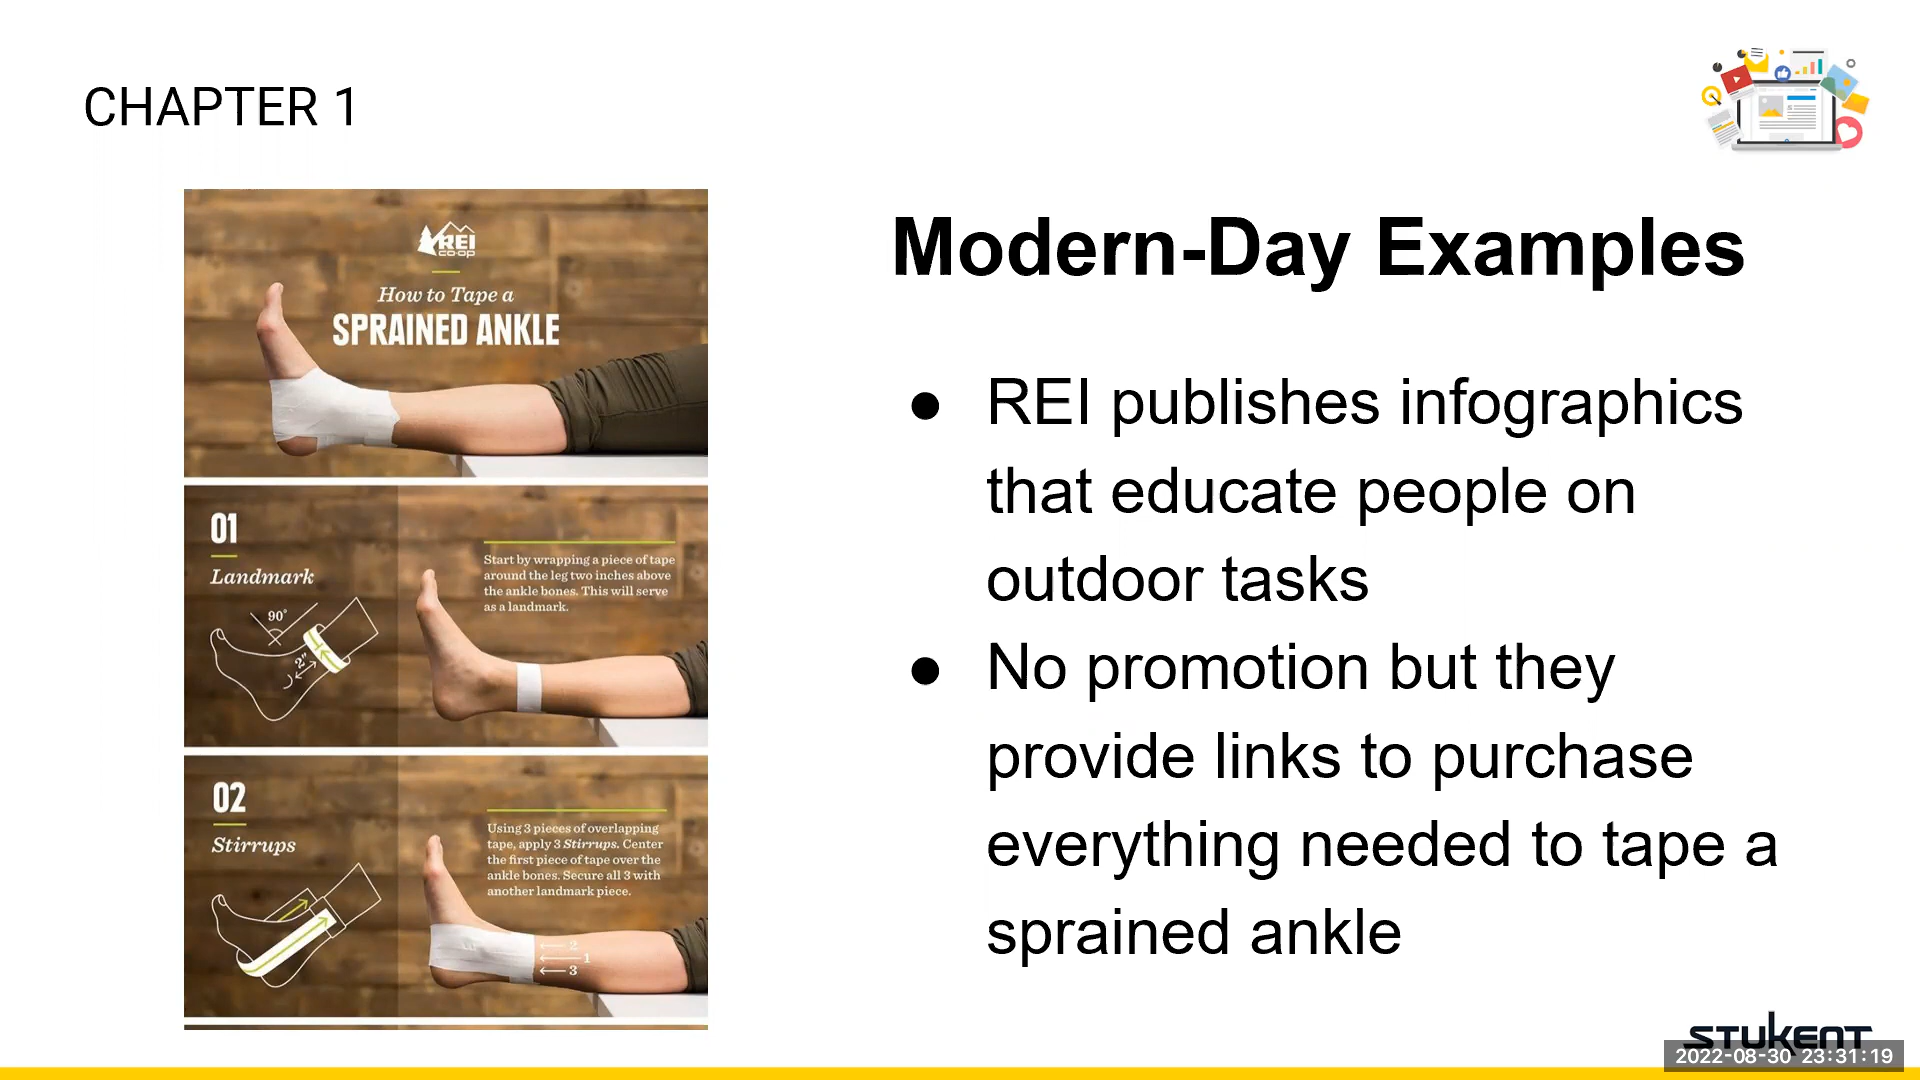 CHAPTER 1
REI
CO·OP
How to Tape a
SPRAINED ANKLE
01
Landmark
90°
2"
Start by wrapping a piece of tape
around the leg two inches above
the ankle bones. This will serve
as a landmark.
02
Stirrups
Using 3 pieces of overlapping
tape, apply 3 Stirrups. Center
the first piece of tape over the
ankle bones. Secure all 3 with
another landmark piece.
2
1
3
Modern-Day Examples
● REI publishes infographics
that educate people on
outdoor tasks
● No promotion but they
provide links to purchase
everything needed to tape a
sprained ankle
STUKENT
2022-08-30 23:31:19